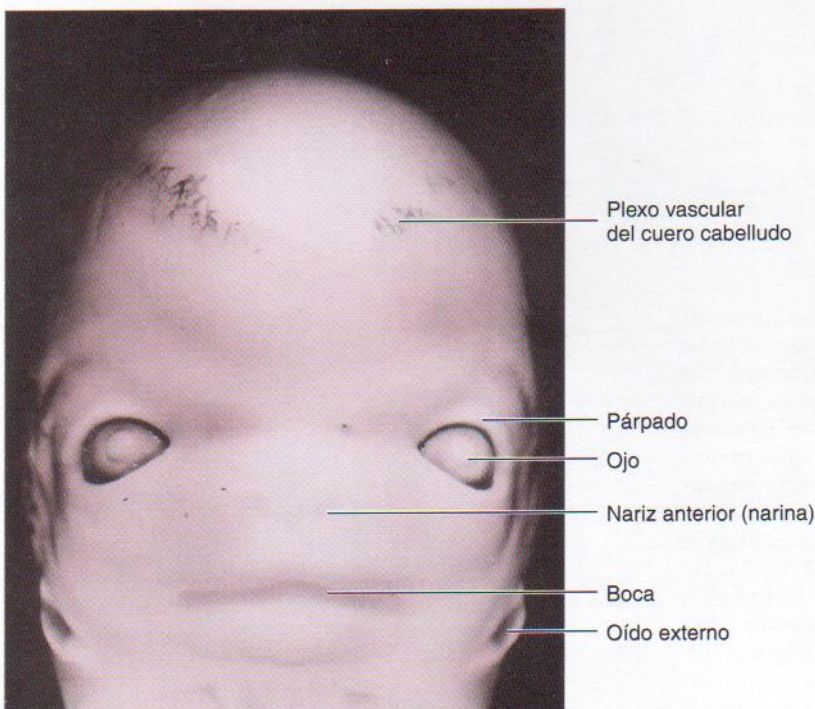 Plexo vascular
del cuero cabelludo
Párpado
Ojo
Nariz anterior (narina)
Boca
Oído externo